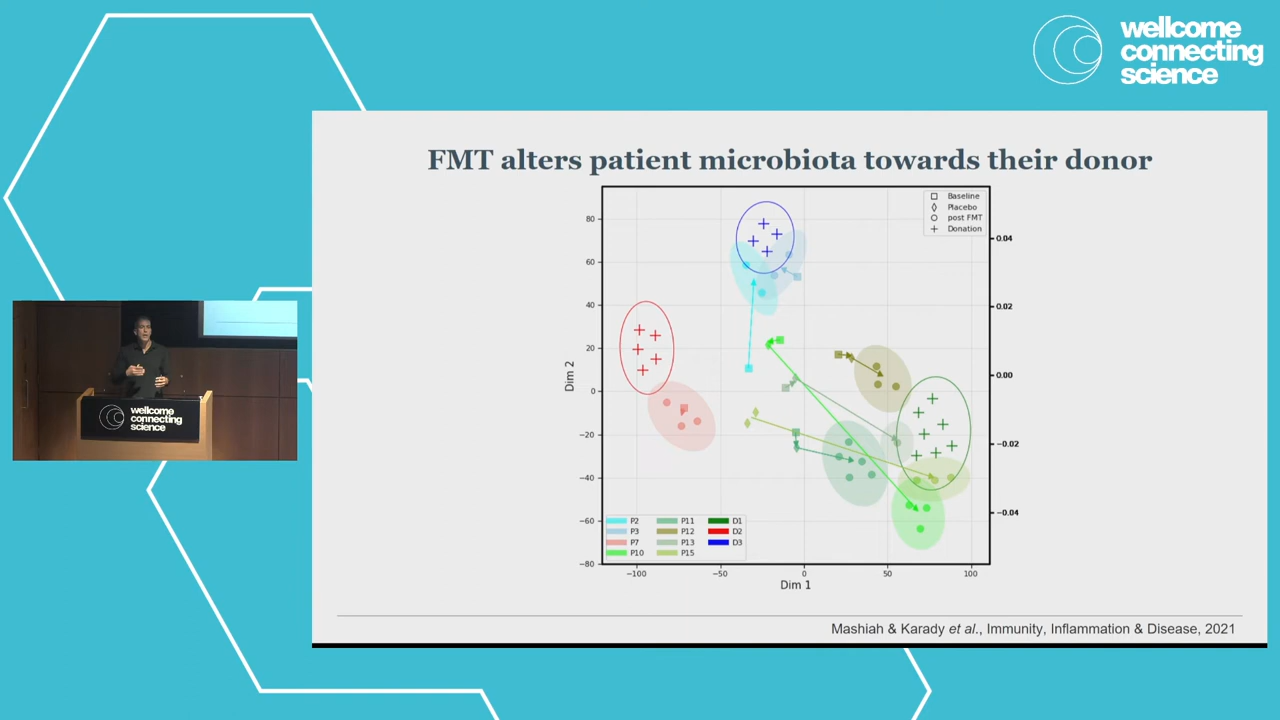 wellcome
connecting
science
FMT alters patient microbiota towards their donor
Baseline
Placebo
post FMT
Donation
80
60
40
20
0
−20
−40
−60
−80
0.04
0.02
0.00
−0.02
−0.04
Dim 2
P2 P11 D1
P3 P12 D2
P7 P13 D3
P10 P15
−100 −50 0 50 100
Dim 1
wellcome
connecting
science
Mashiah & Karady et al., Immunity, Inflammation & Disease, 2021